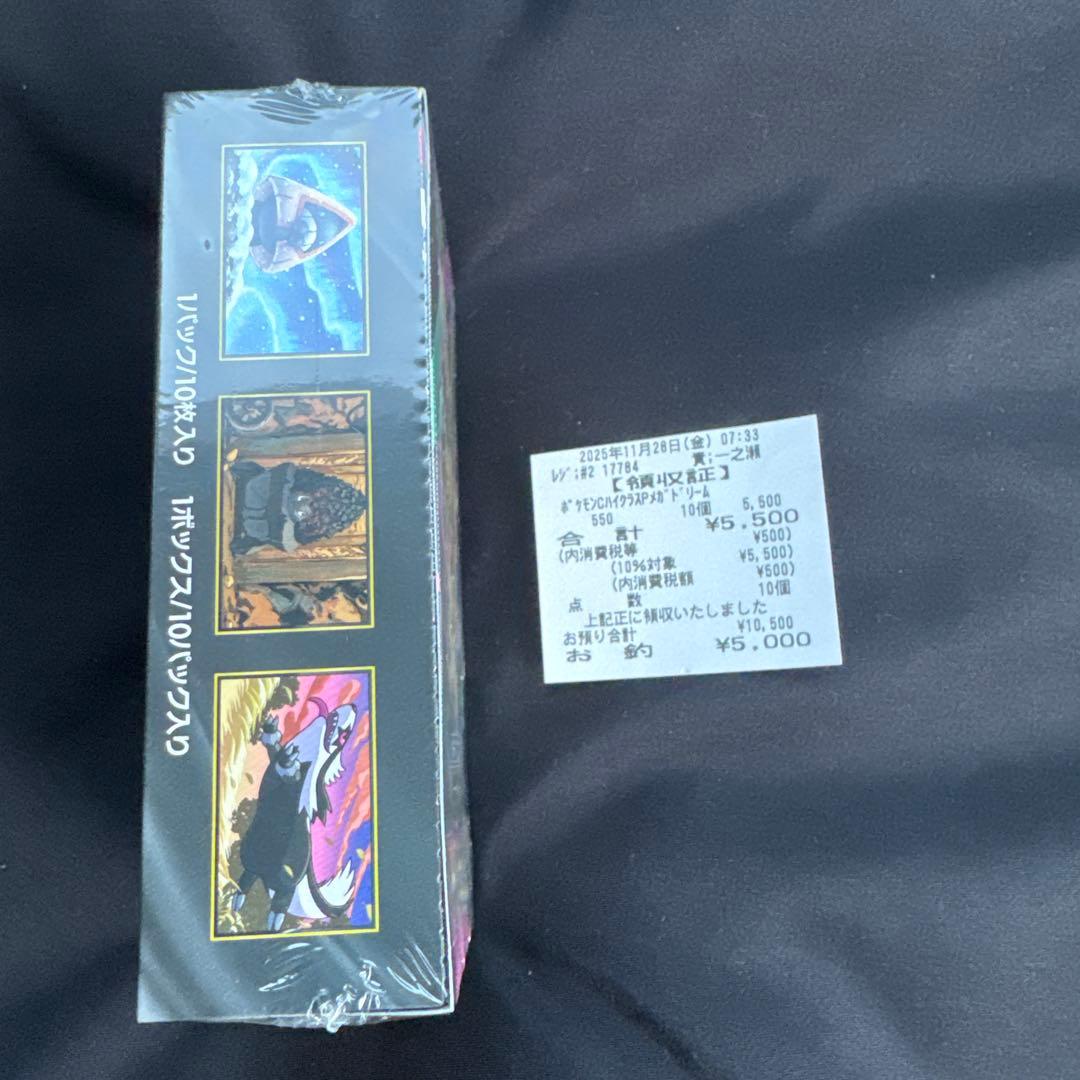 1パック/10枚入り 1ボックス/10パック入り
2025年11月28日(金) 07:33
ﾚｼﾞ;#2 17784 責;一之瀬
【領収証】
ﾎﾟｹﾓﾝCﾊｲｸﾗｽPﾒｶﾞﾄﾞﾘｰﾑ
550 10個 5,500
合 計 ¥5,500
(内消費税等 ¥500)
(10%対象 ¥5,500)
(内消費税額 ¥500)
点 数 10個
上記正に領収いたしました
お預り合計 ¥10,500
お 釣 ¥5,000